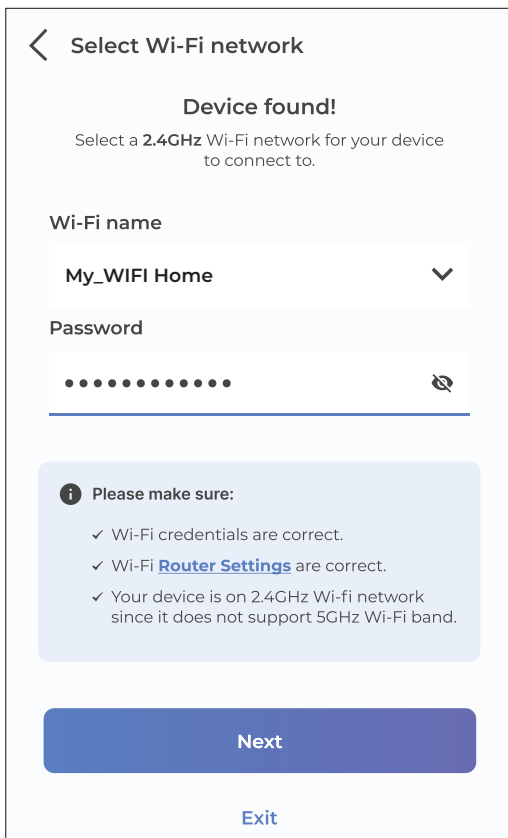 Select Wi-Fi network
Device found!
Select a 2.4GHz Wi-Fi network for your device
to connect to.
Wi-Fi name
My_WIFI Home
Password
Please make sure:
Wi-Fi credentials are correct.
Wi-Fi Router Settings are correct.
Your device is on 2.4GHz Wi-fi network
since it does not support 5GHz Wi-Fi band.
Next
Exit